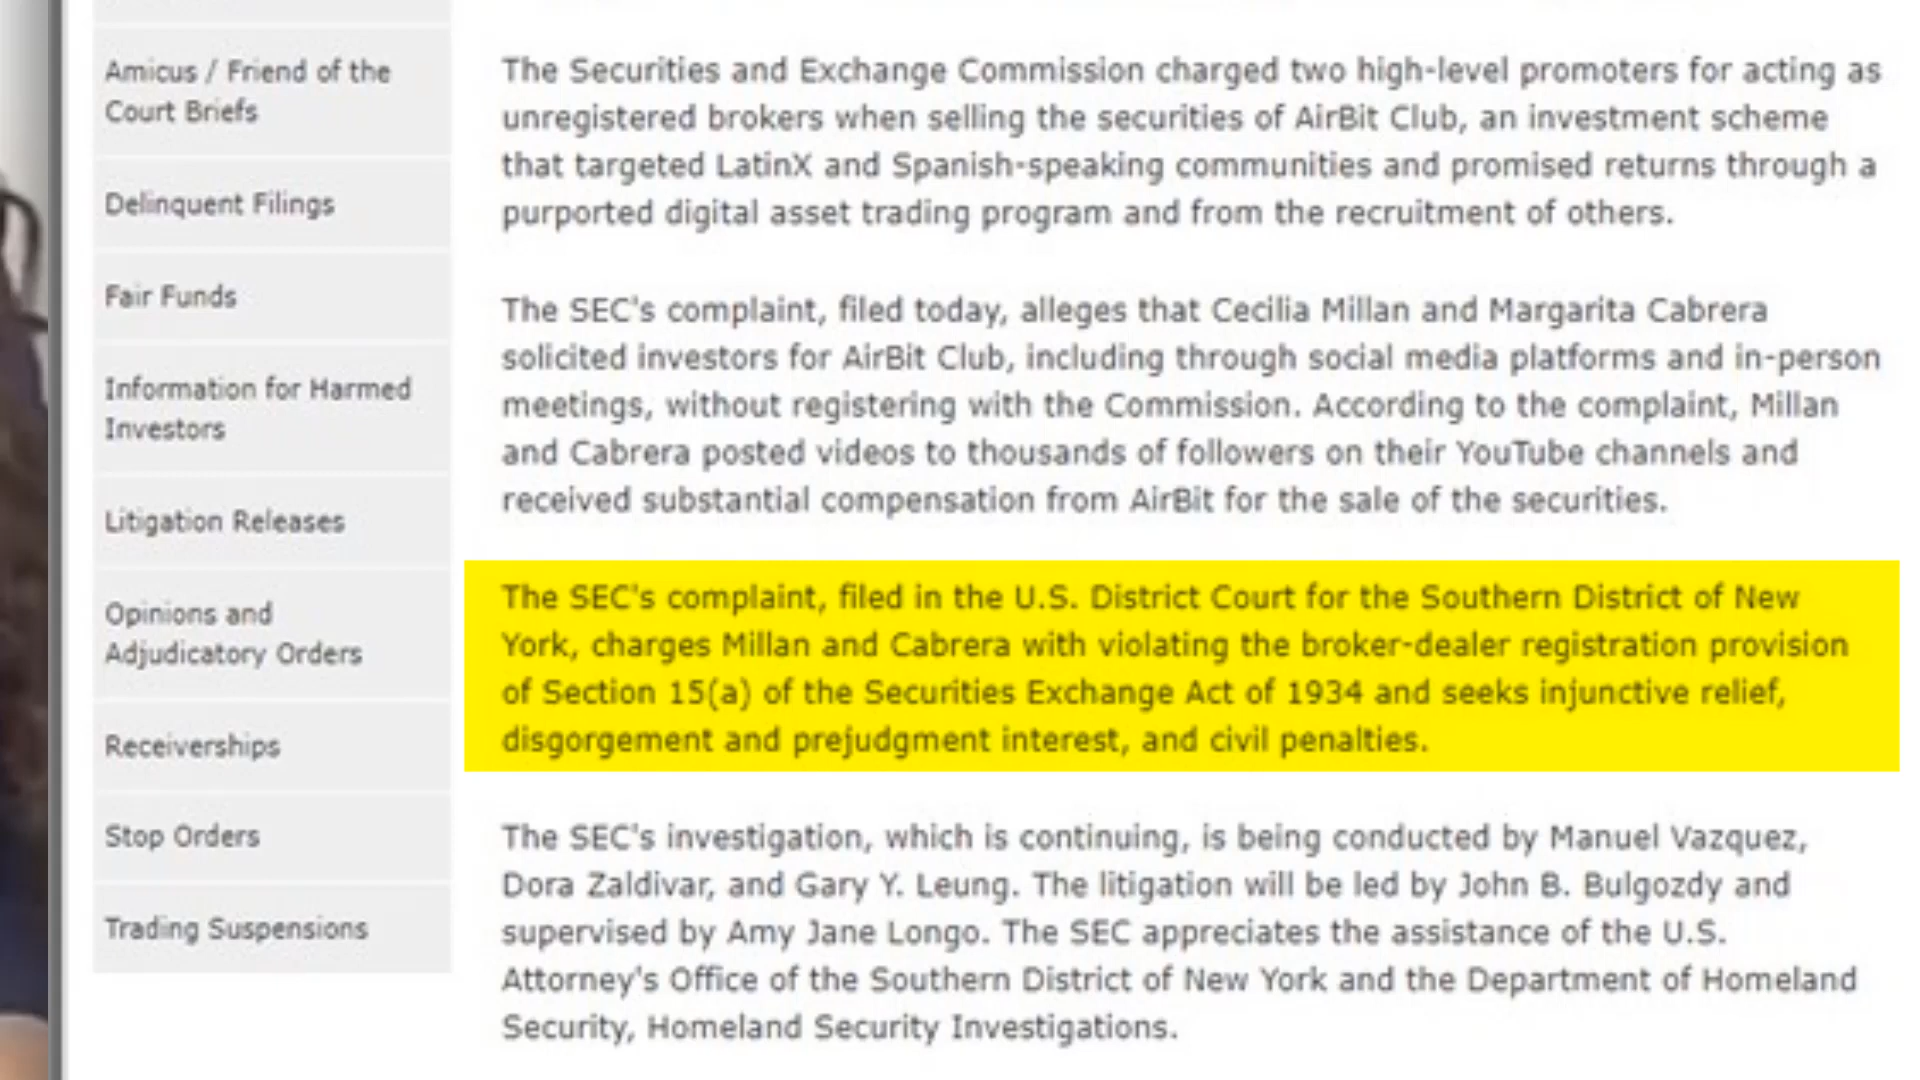 Amicus / Friend of the
Court Briefs
Delinquent Filings
Fair Funds
Information for Harmed
Investors
Litigation Releases
Opinions and
Adjudicatory Orders
Receiverships
Stop Orders
Trading Suspensions
The Securities and Exchange Commission charged two high-level promoters for acting as
unregistered brokers when selling the securities of AirBit Club, an investment scheme
that targeted LatinX and Spanish-speaking communities and promised returns through a
purported digital asset trading program and from the recruitment of others.
The SEC's complaint, filed today, alleges that Cecilia Millan and Margarita Cabrera
solicited investors for AirBit Club, including through social media platforms and in-person
meetings, without registering with the Commission. According to the complaint, Millan
and Cabrera posted videos to thousands of followers on their YouTube channels and
received substantial compensation from AirBit for the sale of the securities.
The SEC's complaint, filed in the U.S. District Court for the Southern District of New
York, charges Millan and Cabrera with violating the broker-dealer registration provision
of Section 15(a) of the Securities Exchange Act of 1934 and seeks injunctive relief,
disgorgement and prejudgment interest, and civil penalties.
The SEC's investigation, which is continuing, is being conducted by Manuel Vazquez,
Dora Zaldivar, and Gary Y. Leung. The litigation will be led by John B. Bulgozdy and
supervised by Amy Jane Longo. The SEC appreciates the assistance of the U.S.
Attorney's Office of the Southern District of New York and the Department of Homeland
Security, Homeland Security Investigations.